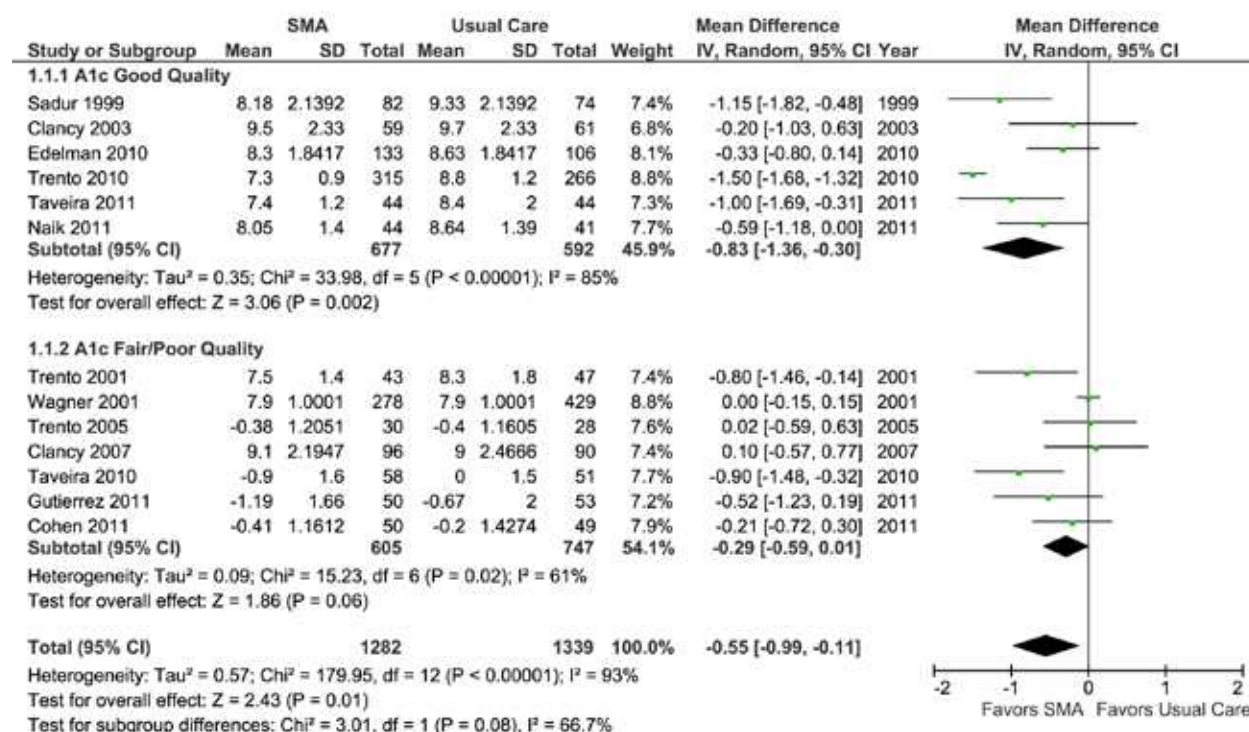 SMA Usual Care Mean Difference Mean Difference
Study or Subgroup Mean SD Total Mean SD Total Weight IV, Random, 95% CI Year IV, Random, 95% CI
1.1.1 A1c Good Quality
Sadur 1999 8.18 2.1392 82 9.33 2.1392 74 7.4% -1.15 [-1.82, -0.48] 1999
Clancy 2003 9.5 2.33 59 9.7 2.33 61 6.8% -0.20 [-1.03, 0.63] 2003
Edelman 2010 8.3 1.8417 133 8.63 1.8417 106 8.1% -0.33 [-0.80, 0.14] 2010
Trento 2010 7.3 0.9 315 8.8 1.2 266 8.8% -1.50 [-1.68, -1.32] 2010
Taveira 2011 7.4 1.2 44 8.4 2 44 7.3% -1.00 [-1.69, -0.31] 2011
Naik 2011 8.05 1.4 44 8.64 1.39 41 7.7% -0.59 [-1.18, 0.00] 2011
Subtotal (95% CI) 677 592 45.9% -0.83 [-1.36, -0.30]
Heterogeneity: Tau² = 0.35; Chi² = 33.98, df = 5 (P < 0.00001); I² = 85%
Test for overall effect: Z = 3.06 (P = 0.002)
1.1.2 A1c Fair/Poor Quality
Trento 2001 7.5 1.4 43 8.3 1.8 47 7.4% -0.80 [-1.46, -0.14] 2001
Wagner 2001 7.9 1.0001 278 7.9 1.0001 429 8.8% 0.00 [-0.15, 0.15] 2001
Trento 2005 -0.38 1.2051 30 -0.4 1.1605 28 7.6% 0.02 [-0.59, 0.63] 2005
Clancy 2007 9.1 2.1947 96 9 2.4666 90 7.4% 0.10 [-0.57, 0.77] 2007
Taveira 2010 -0.9 1.6 58 0 1.5 51 7.7% -0.90 [-1.48, -0.32] 2010
Gutierrez 2011 -1.19 1.66 50 -0.67 2 53 7.2% -0.52 [-1.23, 0.19] 2011
Cohen 2011 -0.41 1.1612 50 -0.2 1.4274 49 7.9% -0.21 [-0.72, 0.30] 2011
Subtotal (95% CI) 605 747 54.1% -0.29 [-0.59, 0.01]
Heterogeneity: Tau² = 0.09; Chi² = 15.23, df = 6 (P = 0.02); I² = 61%
Test for overall effect: Z = 1.86 (P = 0.06)
Total (95% CI) 1282 1339 100.0% -0.55 [-0.99, -0.11]
Heterogeneity: Tau² = 0.57; Chi² = 179.95, df = 12 (P < 0.00001); I² = 93%
Test for overall effect: Z = 2.43 (P = 0.01)
Test for subgroup differences: Chi² = 3.01, df = 1 (P = 0.08), I² = 66.7%
-2 -1 0 1 2
Favors SMA Favors Usual Care